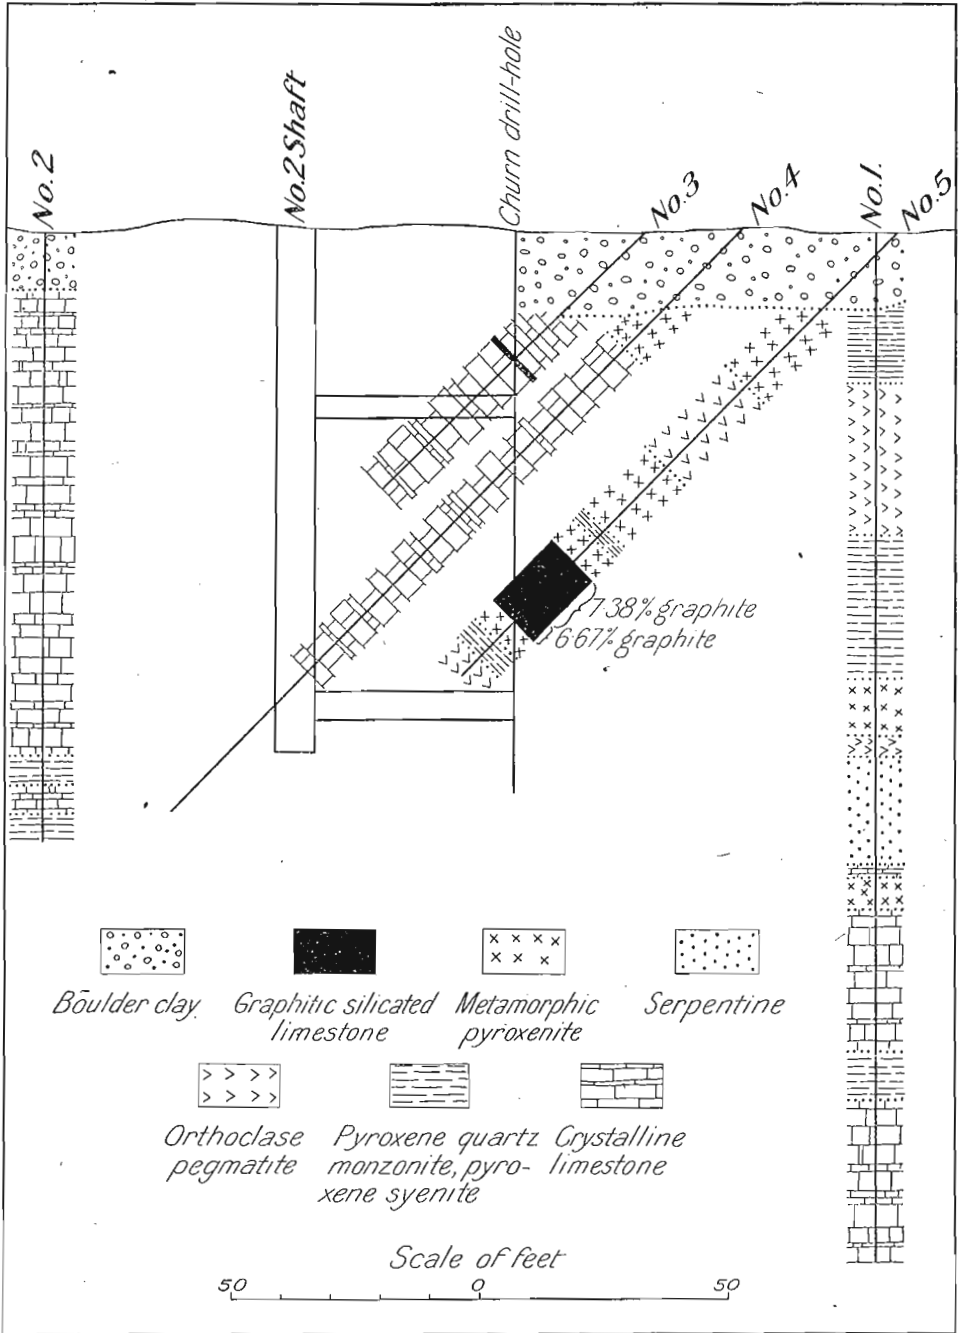 No. 2
No. 2 Shaft
Churn drill-hole
No. 3
No. 4
No. 1.
No. 5
7·38% graphite
6·67% graphite
Boulder clay.
Graphitic silicated
limestone
Metamorphic
pyroxenite
Serpentine
Orthoclase
pegmatite
Pyroxene quartz
monzonite, pyro-
xene syenite
Crystalline
limestone
Scale of feet
50 0 50